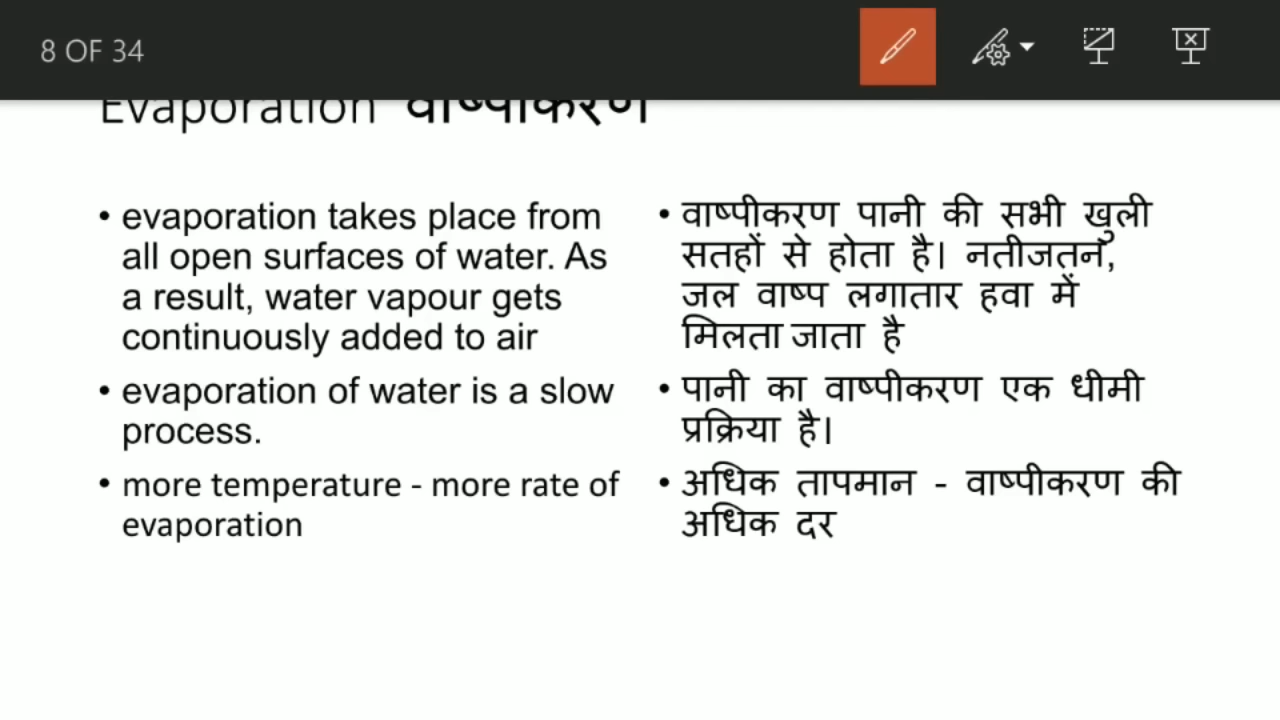 8 OF 34
Evaporation वाष्पीकरण
evaporation takes place from
all open surfaces of water. As
a result, water vapour gets
continuously added to air
evaporation of water is a slow
process.
more temperature - more rate of
evaporation
वाष्पीकरण पानी की सभी खुली
सतहों से होता है। नतीजतन,
जल वाष्प लगातार हवा में
मिलता जाता है
पानी का वाष्पीकरण एक धीमी
प्रक्रिया है।
अधिक तापमान - वाष्पीकरण की
अधिक दर